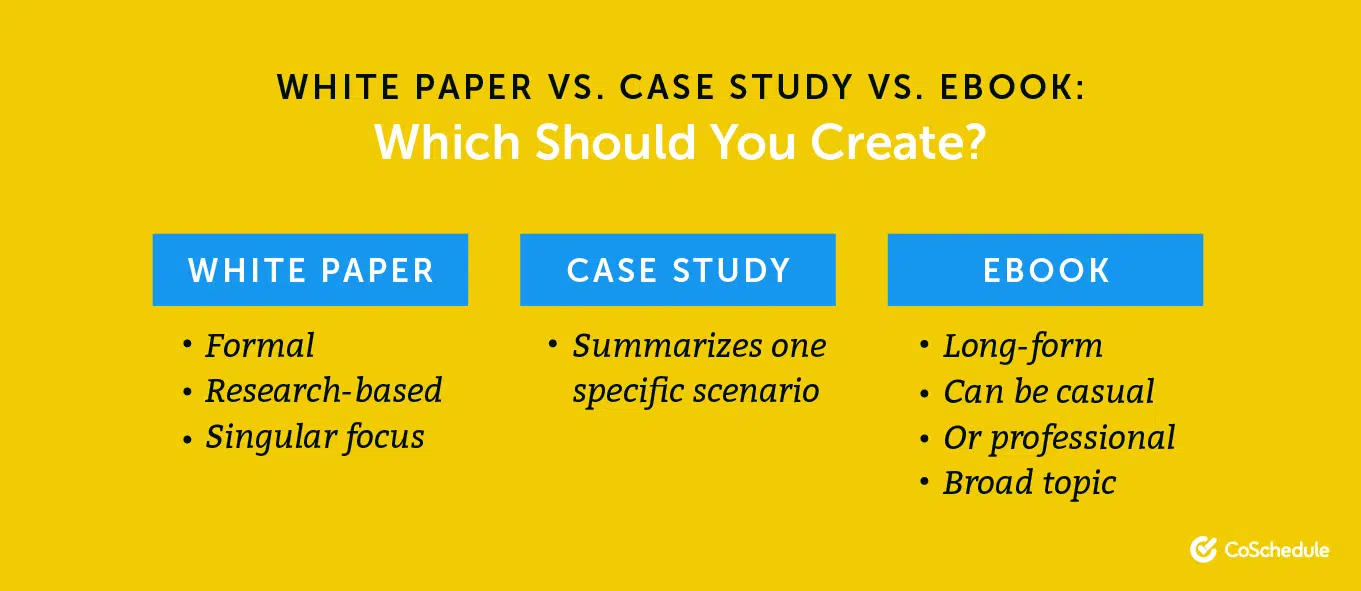 WHITE PAPER VS. CASE STUDY VS. EBOOK:
Which Should You Create?
WHITE PAPER
• Formal
• Research-based
• Singular focus
CASE STUDY
• Summarizes one
specific scenario
EBOOK
• Long-form
• Can be casual
• Or professional
• Broad topic
CoSchedule